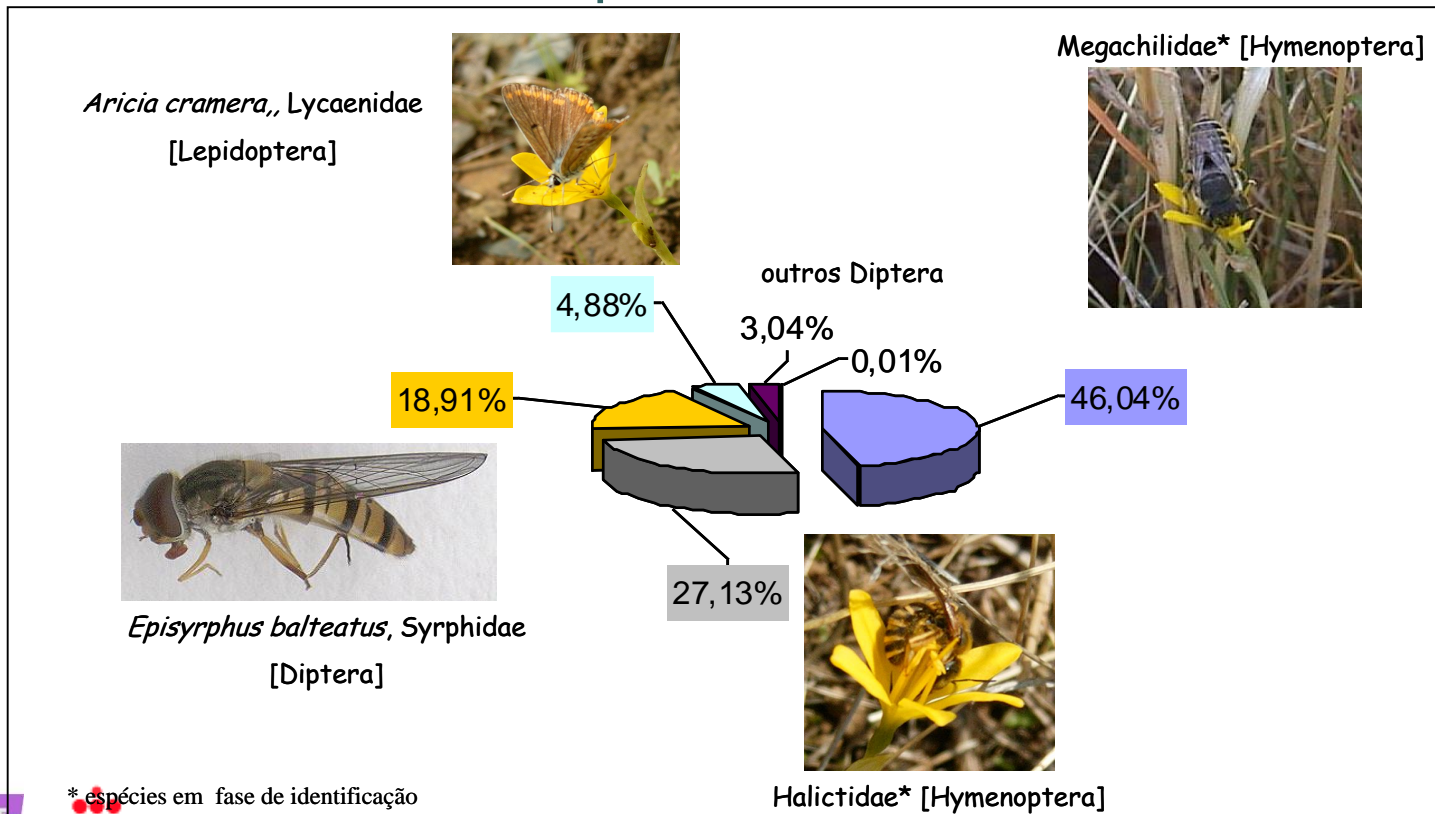 Megachilidae* [Hymenoptera]
Aricia cramera,, Lycaenidae
[Lepidoptera]
outros Diptera
4,88%
3,04%
0,01%
18,91%
46,04%
27,13%
Episyrphus balteatus, Syrphidae
[Diptera]
* espécies em fase de identificação
Halictidae* [Hymenoptera]